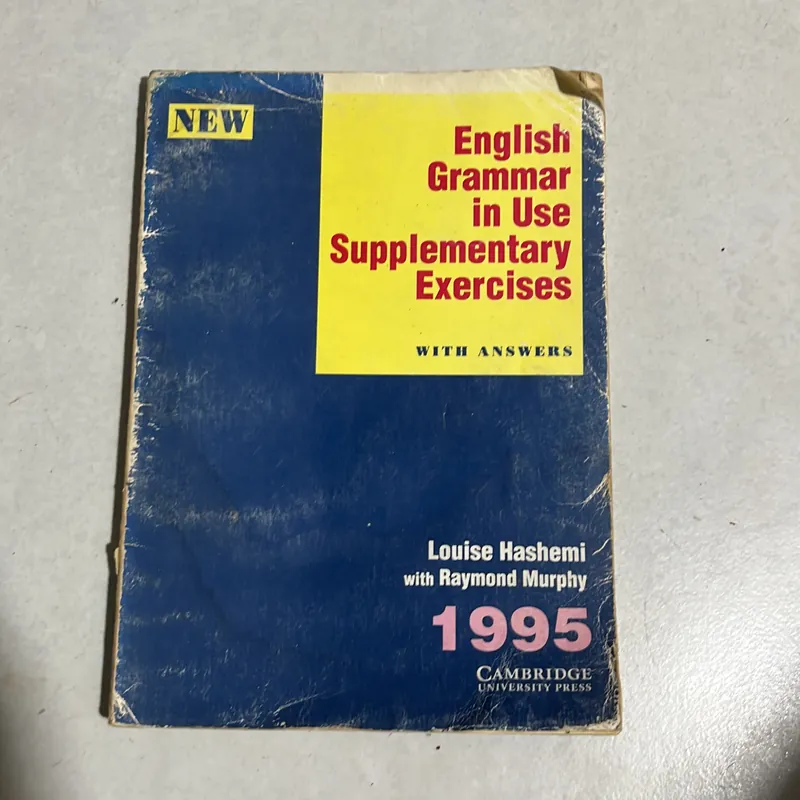 NEW
English
Grammar
in Use
Supplementary
Exercises
WITH ANSWERS
Louise Hashemi
with Raymond Murphy
1995
CAMBRIDGE
UNIVERSITY PRESS